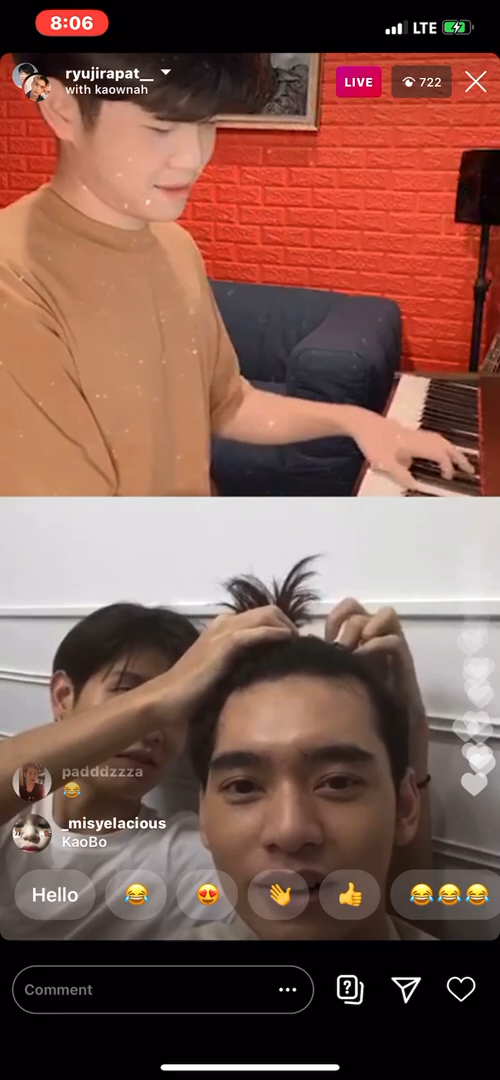 8:06
LTE
ryujirapat__
with kaownah
LIVE
722
padddzzza
😂
_misyelacious
KaoBo
Hello 😂 😍 👋 👍 😂😂😂
Comment